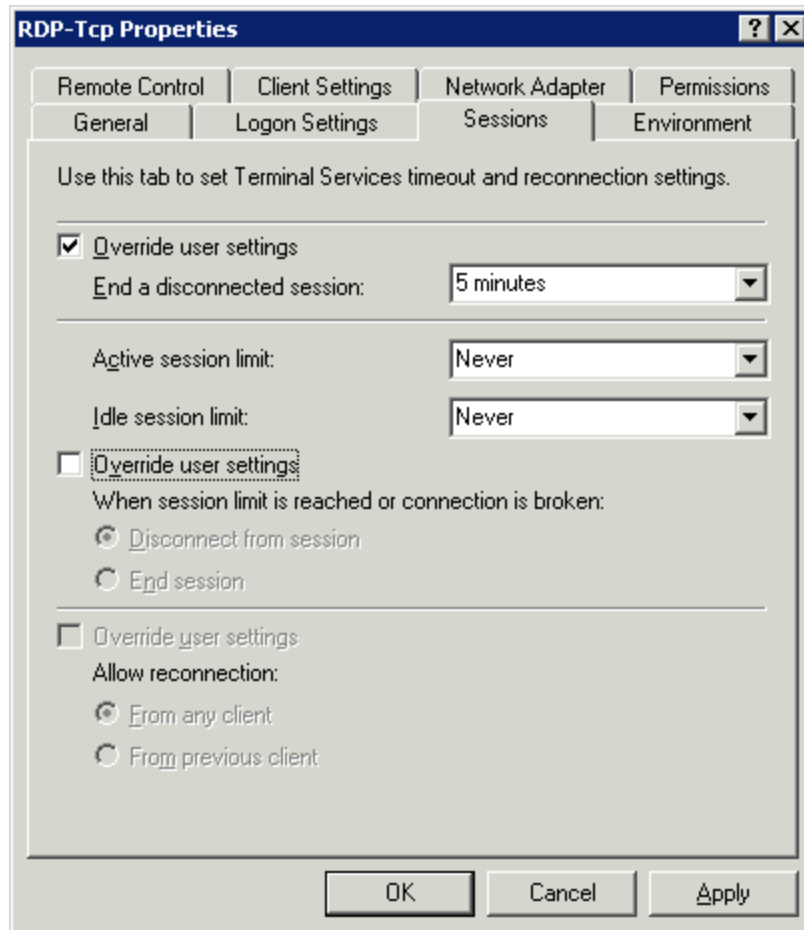 RDP-Tcp Properties
Remote Control Client Settings Network Adapter Permissions
General Logon Settings Sessions Environment
Use this tab to set Terminal Services timeout and reconnection settings.
Override user settings
End a disconnected session: 5 minutes
Active session limit: Never
Idle session limit: Never
Override user settings
When session limit is reached or connection is broken:
Disconnect from session
End session
Override user settings
Allow reconnection:
From any client
From previous client
OK Cancel Apply